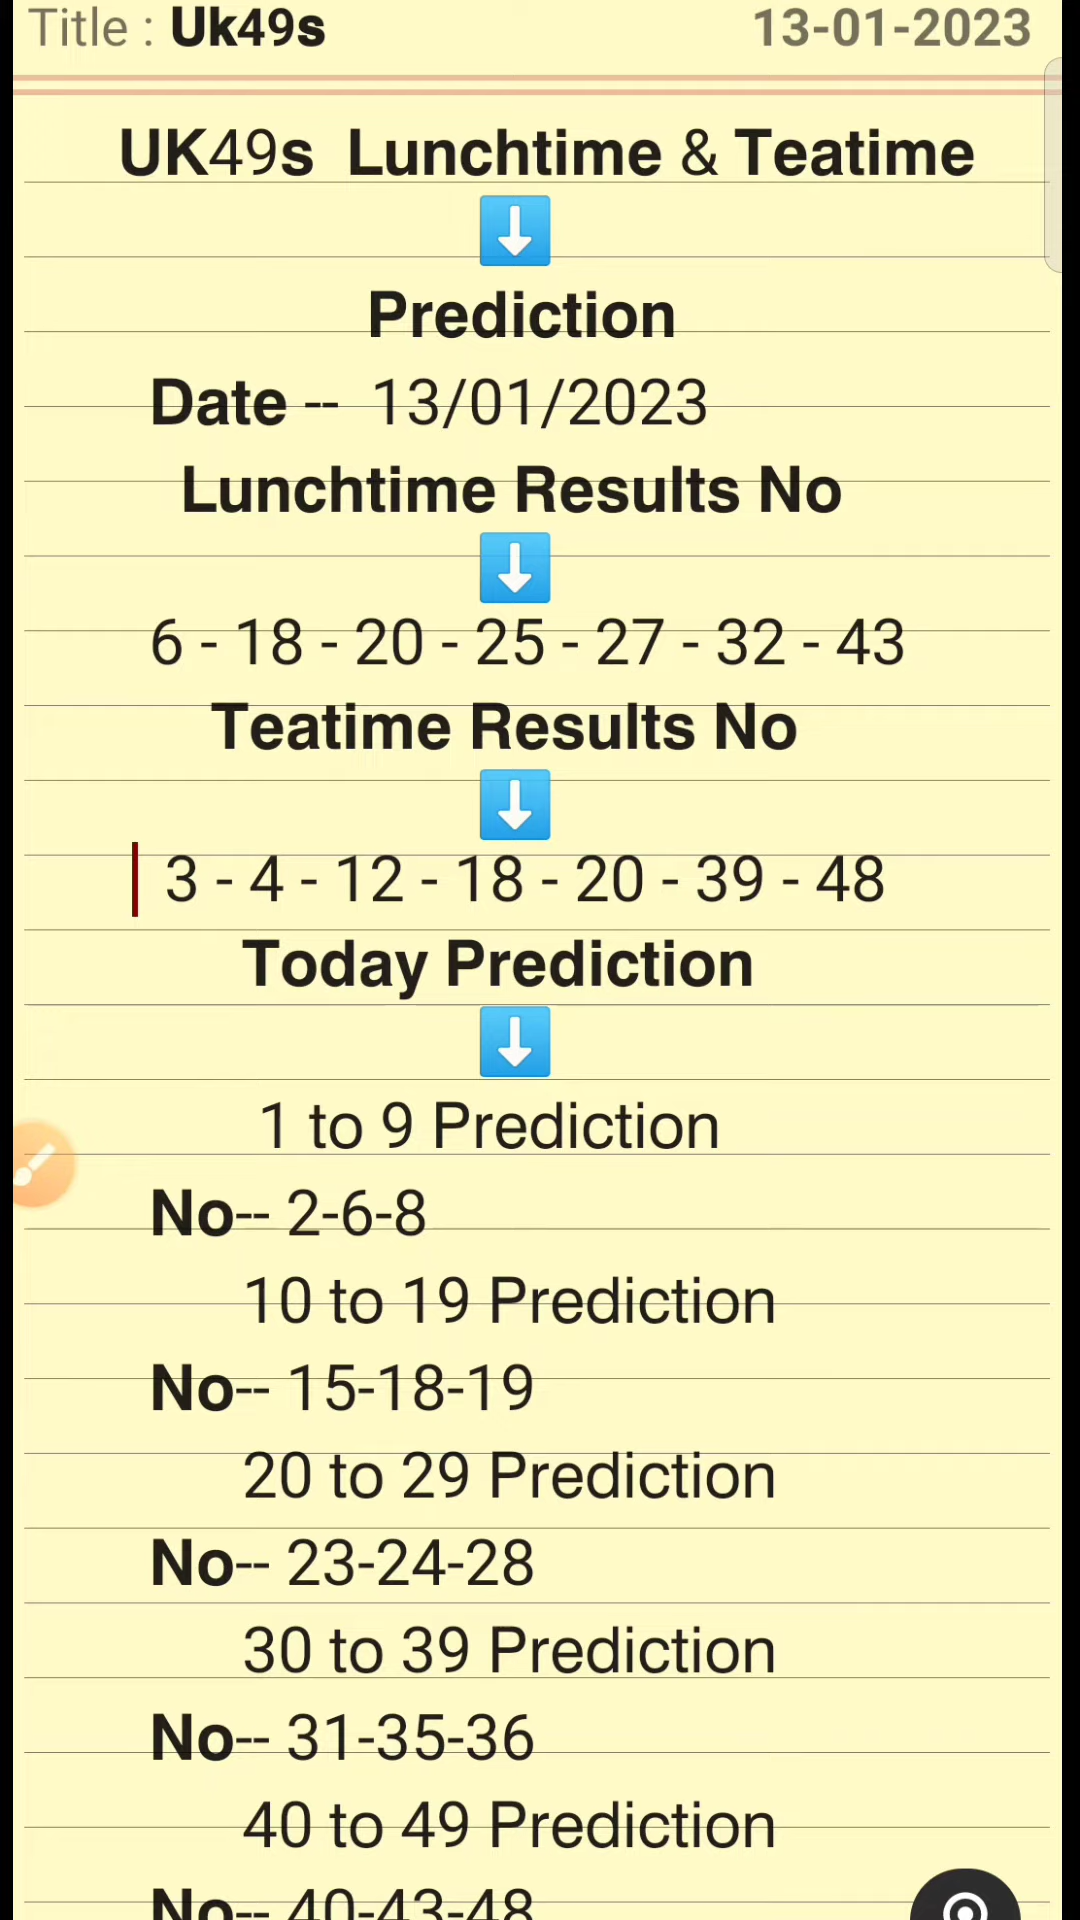 Title : Uk49s 13-01-2023
UK49s Lunchtime & Teatime
⬇️
Prediction
Date -- 13/01/2023
Lunchtime Results No
⬇️
6 - 18 - 20 - 25 - 27 - 32 - 43
Teatime Results No
⬇️
3 - 4 - 12 - 18 - 20 - 39 - 48
Today Prediction
⬇️
1 to 9 Prediction
No-- 2-6-8
10 to 19 Prediction
No-- 15-18-19
20 to 29 Prediction
No-- 23-24-28
30 to 39 Prediction
No-- 31-35-36
40 to 49 Prediction
No-- 40-43-48